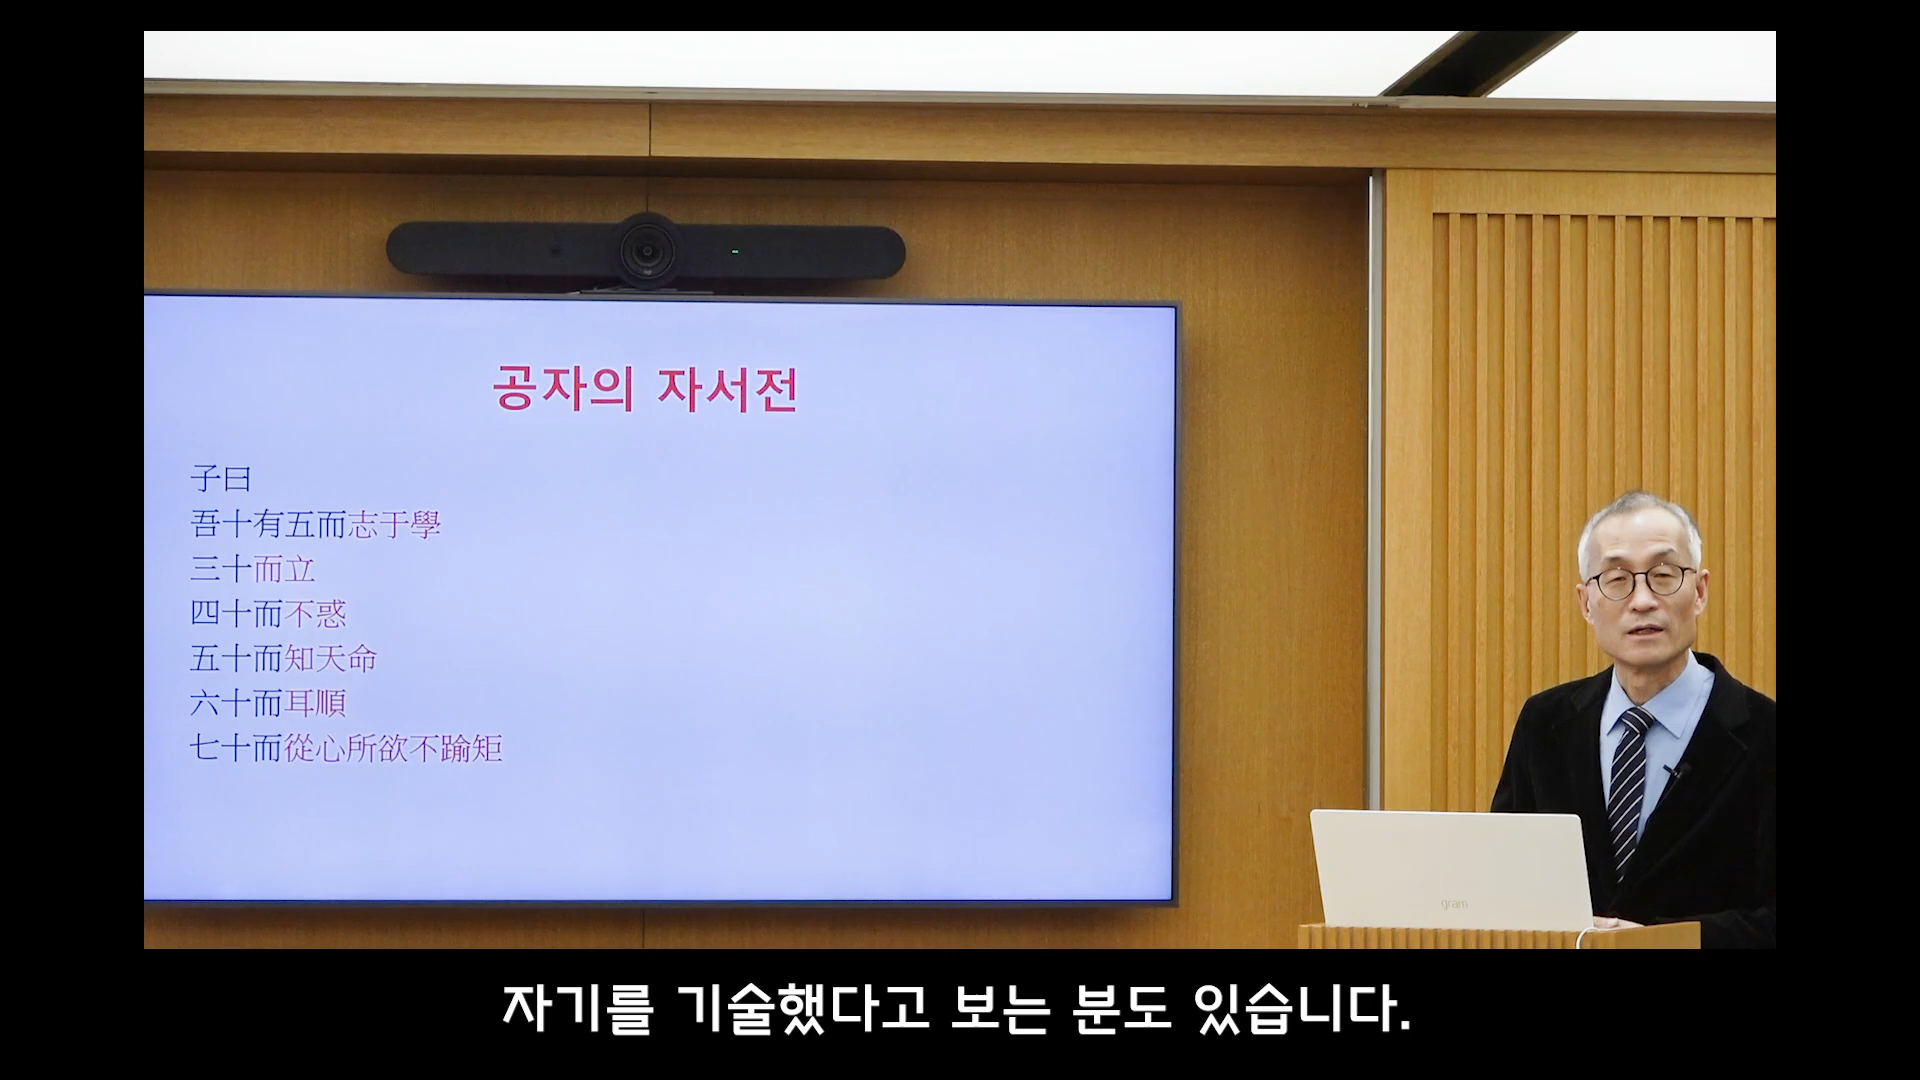 공자의 자서전
子曰
吾十有五而志于學
三十而立
四十而不惑
五十而知天命
六十而耳順
七十而從心所欲不踰矩
gram
자기를 기술했다고 보는 분도 있습니다.